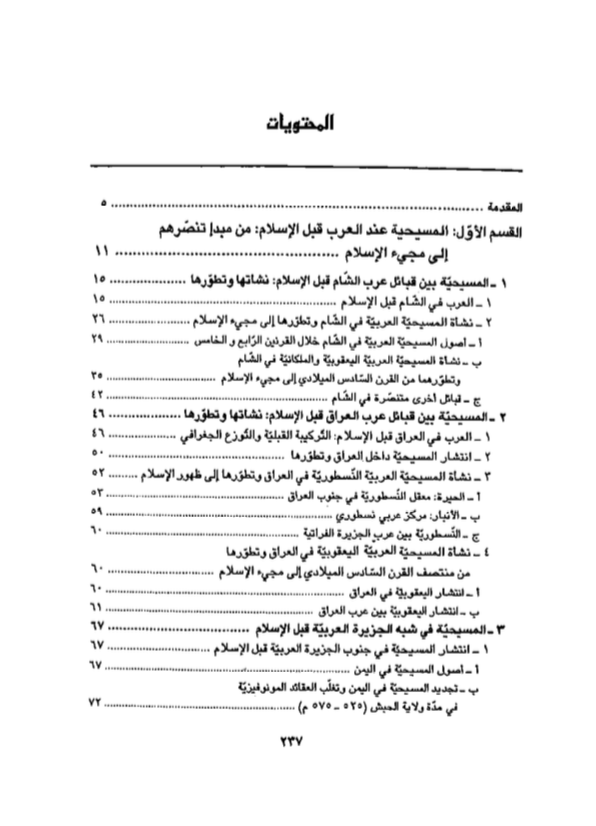 المحتويات
المقدمة ........ ٥
القسم الأوّل: المسيحية عند العرب قبل الإسلام: من مبدإ تنصّرهم
إلى مجيء الإسلام ........ ١١
١ ـ المسيحيّة بين قبائل عرب الشّام قبل الإسلام: نشاتها وتطوّرها ........ ١٥
١ ـ العرب في الشّام قبل الإسلام ........ ١٥
٢ ـ نشأة المسيحيّة العربيّة في الشّام وتطوّرها إلى مجيء الإسلام ........ ٢٦
أ ـ أصول المسيحيّة العربيّة في الشّام خلال القرنين الرّابع و الخامس ........ ٢٩
ب ـ نشأة المسيحيّة العربيّة اليعقوبيّة والملكانيّة في الشّام
وتطوّرهما من القرن السّادس الميلادي إلى مجيء الإسلام ........ ٣٥
ج ـ قبائل أخرى متنصّرة في الشّام ........ ٤٢
٢ ـ المسيحيّة بين قبائل عرب العراق قبل الإسلام: نشاتها وتطوّرها ........ ٤٦
١ ـ العرب في العراق قبل الإسلام: التّركيبة القبليّة والتّوزع الجغرافي ........ ٤٦
٢ ـ انتشار المسيحيّة داخل العراق وتطوّرها ........ ٥٠
٣ ـ نشأة المسيحيّة العربيّة النّسطوريّة في العراق وتطوّرها إلى ظهور الإسلام ........ ٥٢
أ ـ الحيرة: معقل النّسطوريّة في جنوب العراق ........ ٥٣
ب ـ الأنبار: مركز عربي نسطوري ........ ٥٩
ج ـ النّسطوريّة بين عرب الجزيرة الفراتية ........ ٦٠
٤ ـ نشأة المسيحيّة العربيّة اليعقوبيّة في العراق وتطوّرها
من منتصف القرن السّادس الميلادي إلى مجيء الإسلام ........ ٦٠
أ ـ انتشار اليعقوبيّة في العراق ........ ٦٠
ب ـ انتشار اليعقوبيّة بين عرب العراق ........ ٦١
٣ ـ المسيحيّة في شبه الجزيرة العربيّة قبل الإسلام ........ ٦٧
١ ـ انتشار المسيحيّة في جنوب الجزيرة العربيّة قبل الإسلام ........ ٦٧
أ ـ أصول المسيحيّة في اليمن ........ ٦٧
ب ـ تجديد المسيحيّة في اليمن وتغلّب العقائد المونوفيزيّة
في مدّة ولاية الحبش (٥٢٥ ـ ٥٧٥ م) ........ ٧٢
٢٣٧